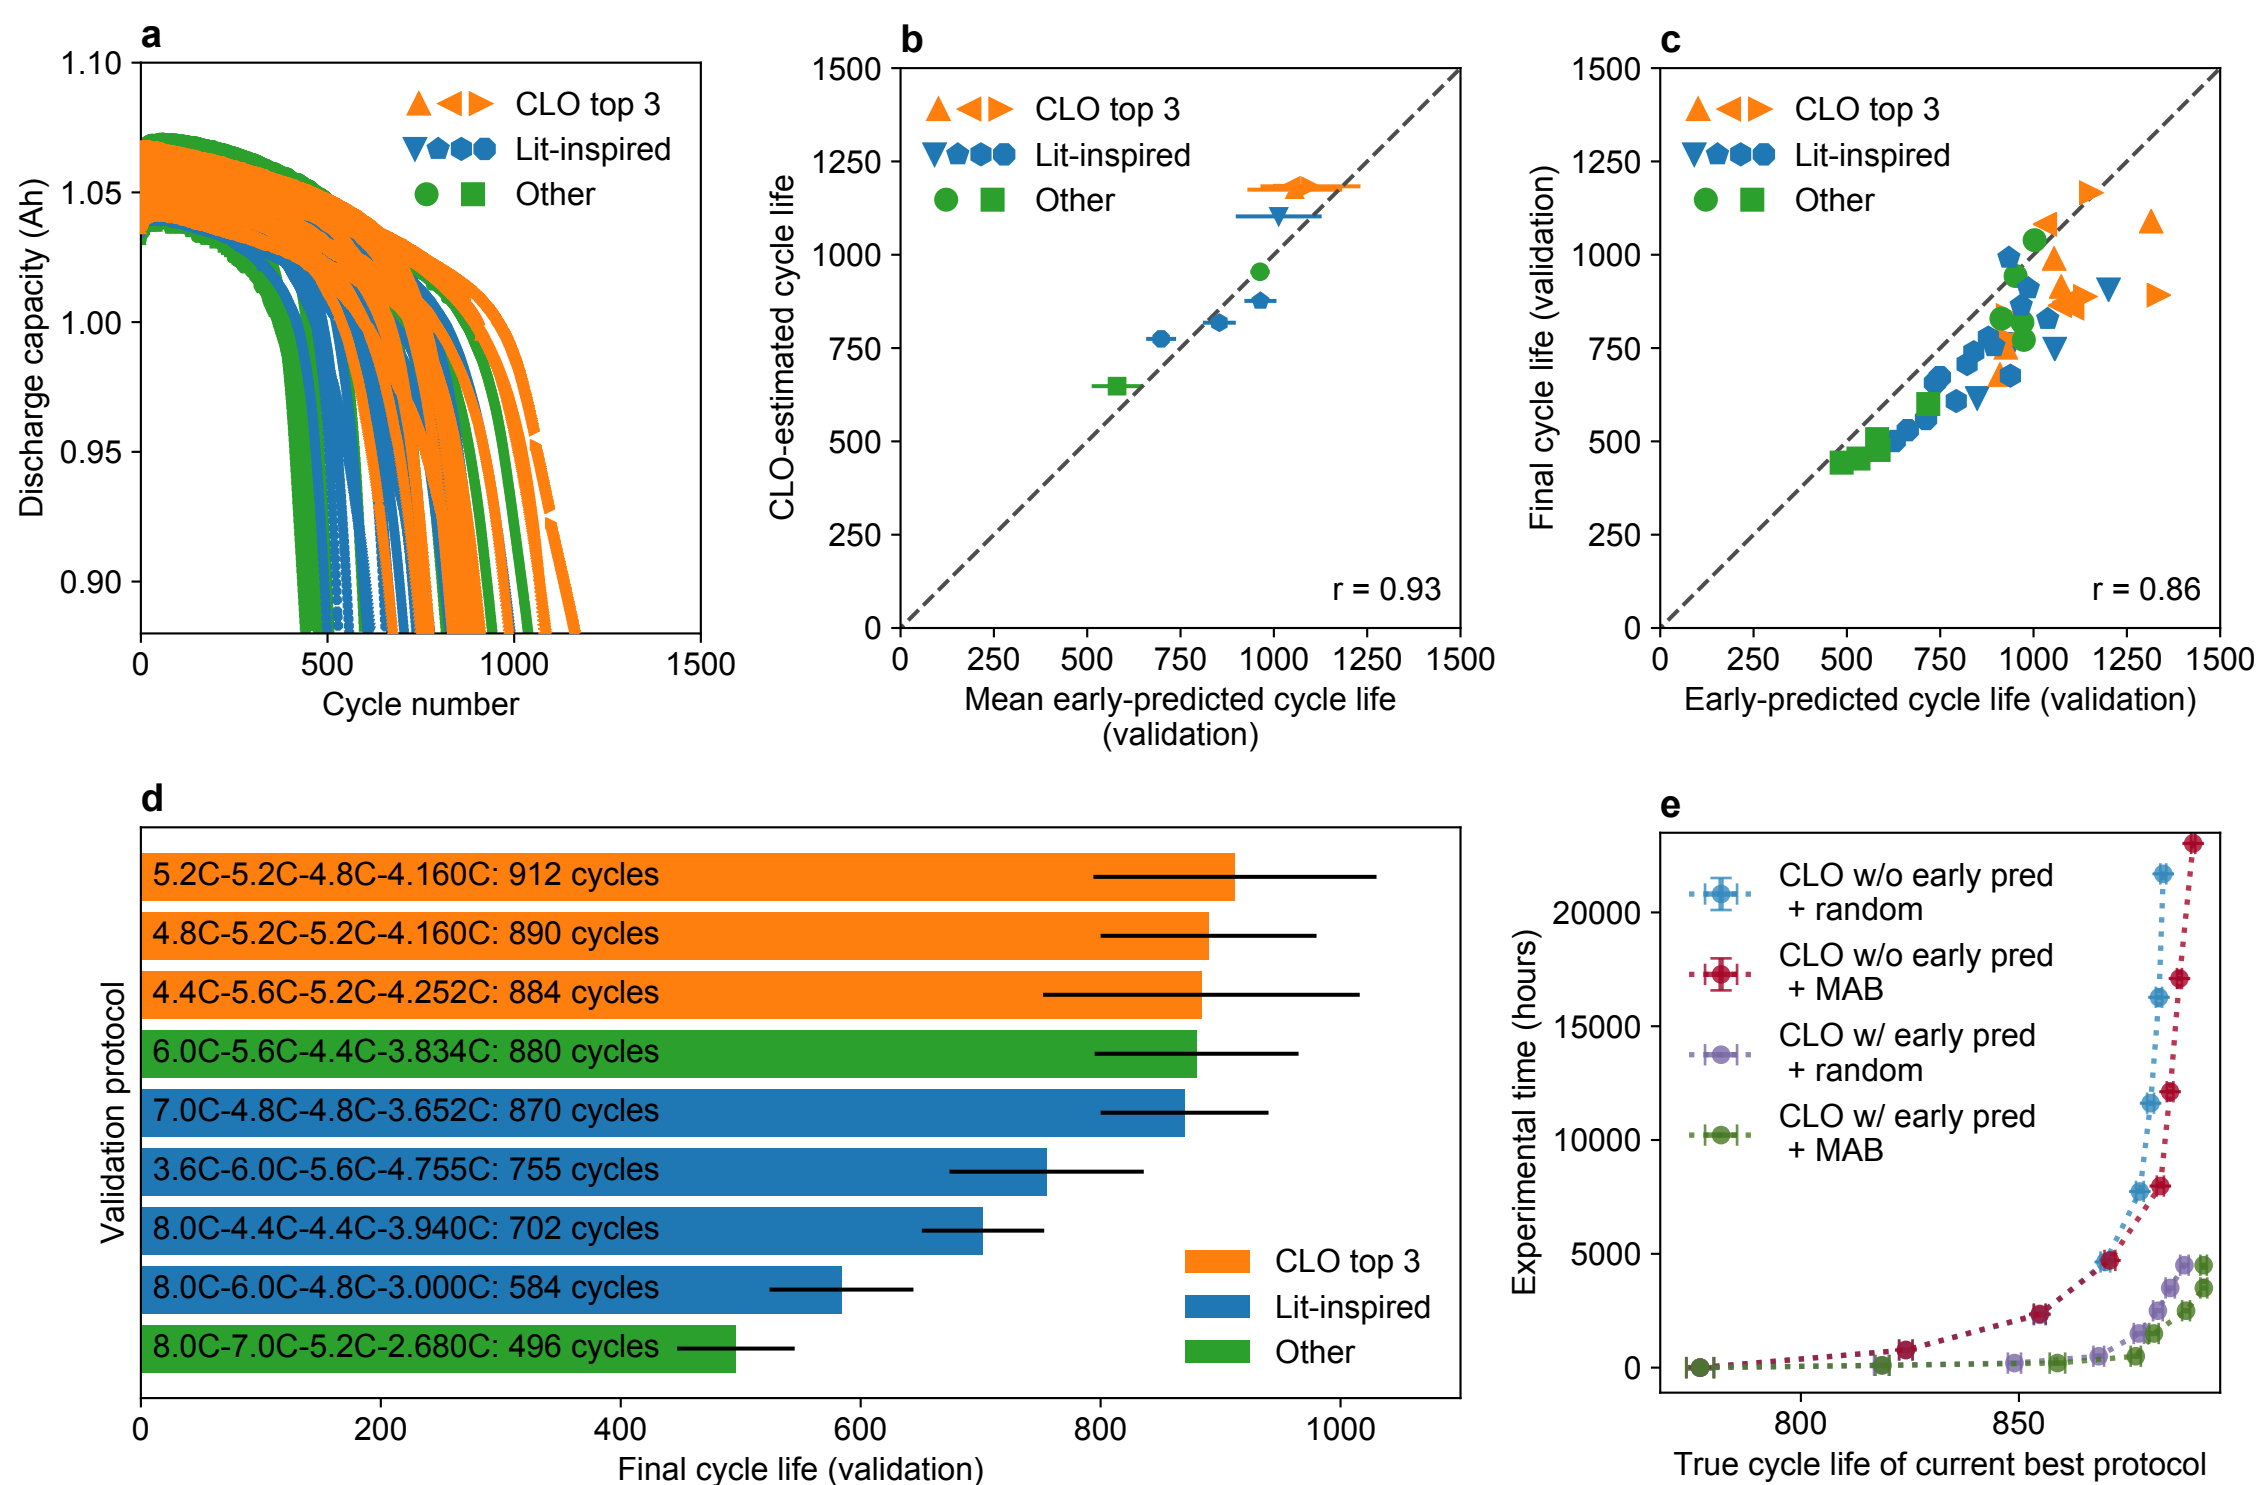 a
1.10
1.05
1.00
0.95
0.90
Discharge capacity (Ah)
CLO top 3
Lit-inspired
Other
0
500
1000
1500
Cycle number
b
1500
1250
1000
750
500
250
0
CLO-estimated cycle life
CLO top 3
Lit-inspired
Other
r = 0.93
0
250
500
750
1000
1250
1500
Mean early-predicted cycle life
(validation)
c
1500
1250
1000
750
500
250
0
Final cycle life (validation)
CLO top 3
Lit-inspired
Other
r = 0.86
0
250
500
750
1000
1250
1500
Early-predicted cycle life (validation)
d
Validation protocol
5.2C-5.2C-4.8C-4.160C: 912 cycles
4.8C-5.2C-5.2C-4.160C: 890 cycles
4.4C-5.6C-5.2C-4.252C: 884 cycles
6.0C-5.6C-4.4C-3.834C: 880 cycles
7.0C-4.8C-4.8C-3.652C: 870 cycles
3.6C-6.0C-5.6C-4.755C: 755 cycles
8.0C-4.4C-4.4C-3.940C: 702 cycles
8.0C-6.0C-4.8C-3.000C: 584 cycles
8.0C-7.0C-5.2C-2.680C: 496 cycles
CLO top 3
Lit-inspired
Other
0
200
400
600
800
1000
Final cycle life (validation)
e
20000
15000
10000
5000
0
Experimental time (hours)
CLO w/o early pred
+ random
CLO w/o early pred
+ MAB
CLO w/ early pred
+ random
CLO w/ early pred
+ MAB
800
850
True cycle life of current best protocol